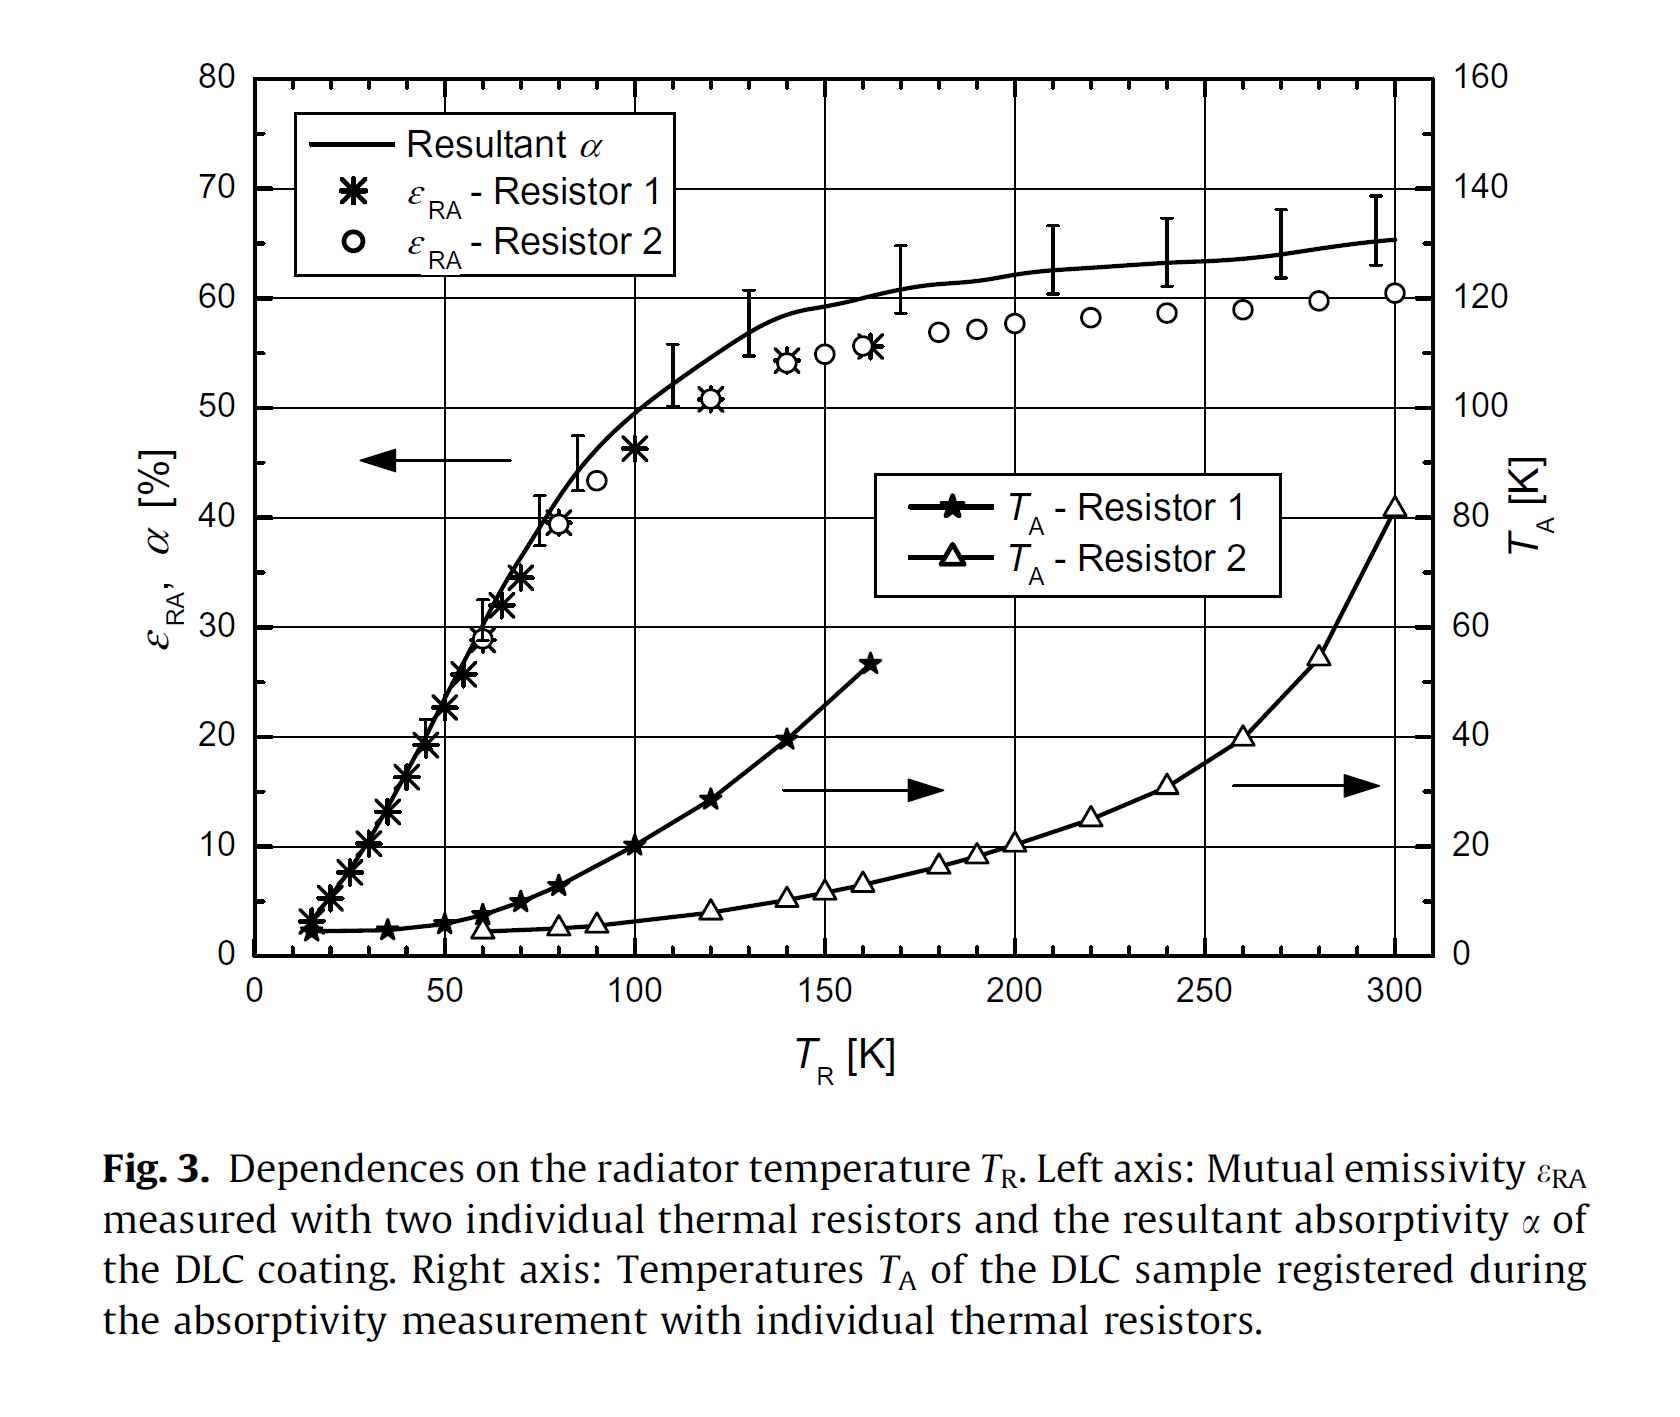 80
160
70
140
60
120
50
100
40
80
30
60
20
40
10
20
0
0
Resultant α
ε RA - Resistor 1
ε RA - Resistor 2
T A - Resistor 1
T A - Resistor 2
ε RA, α [%]
T A [K]
0 50 100 150 200 250 300
T R [K]
Fig. 3. Dependences on the radiator temperature TR. Left axis: Mutual emissivity εRA
measured with two individual thermal resistors and the resultant absorptivity α of
the DLC coating. Right axis: Temperatures TA of the DLC sample registered during
the absorptivity measurement with individual thermal resistors.